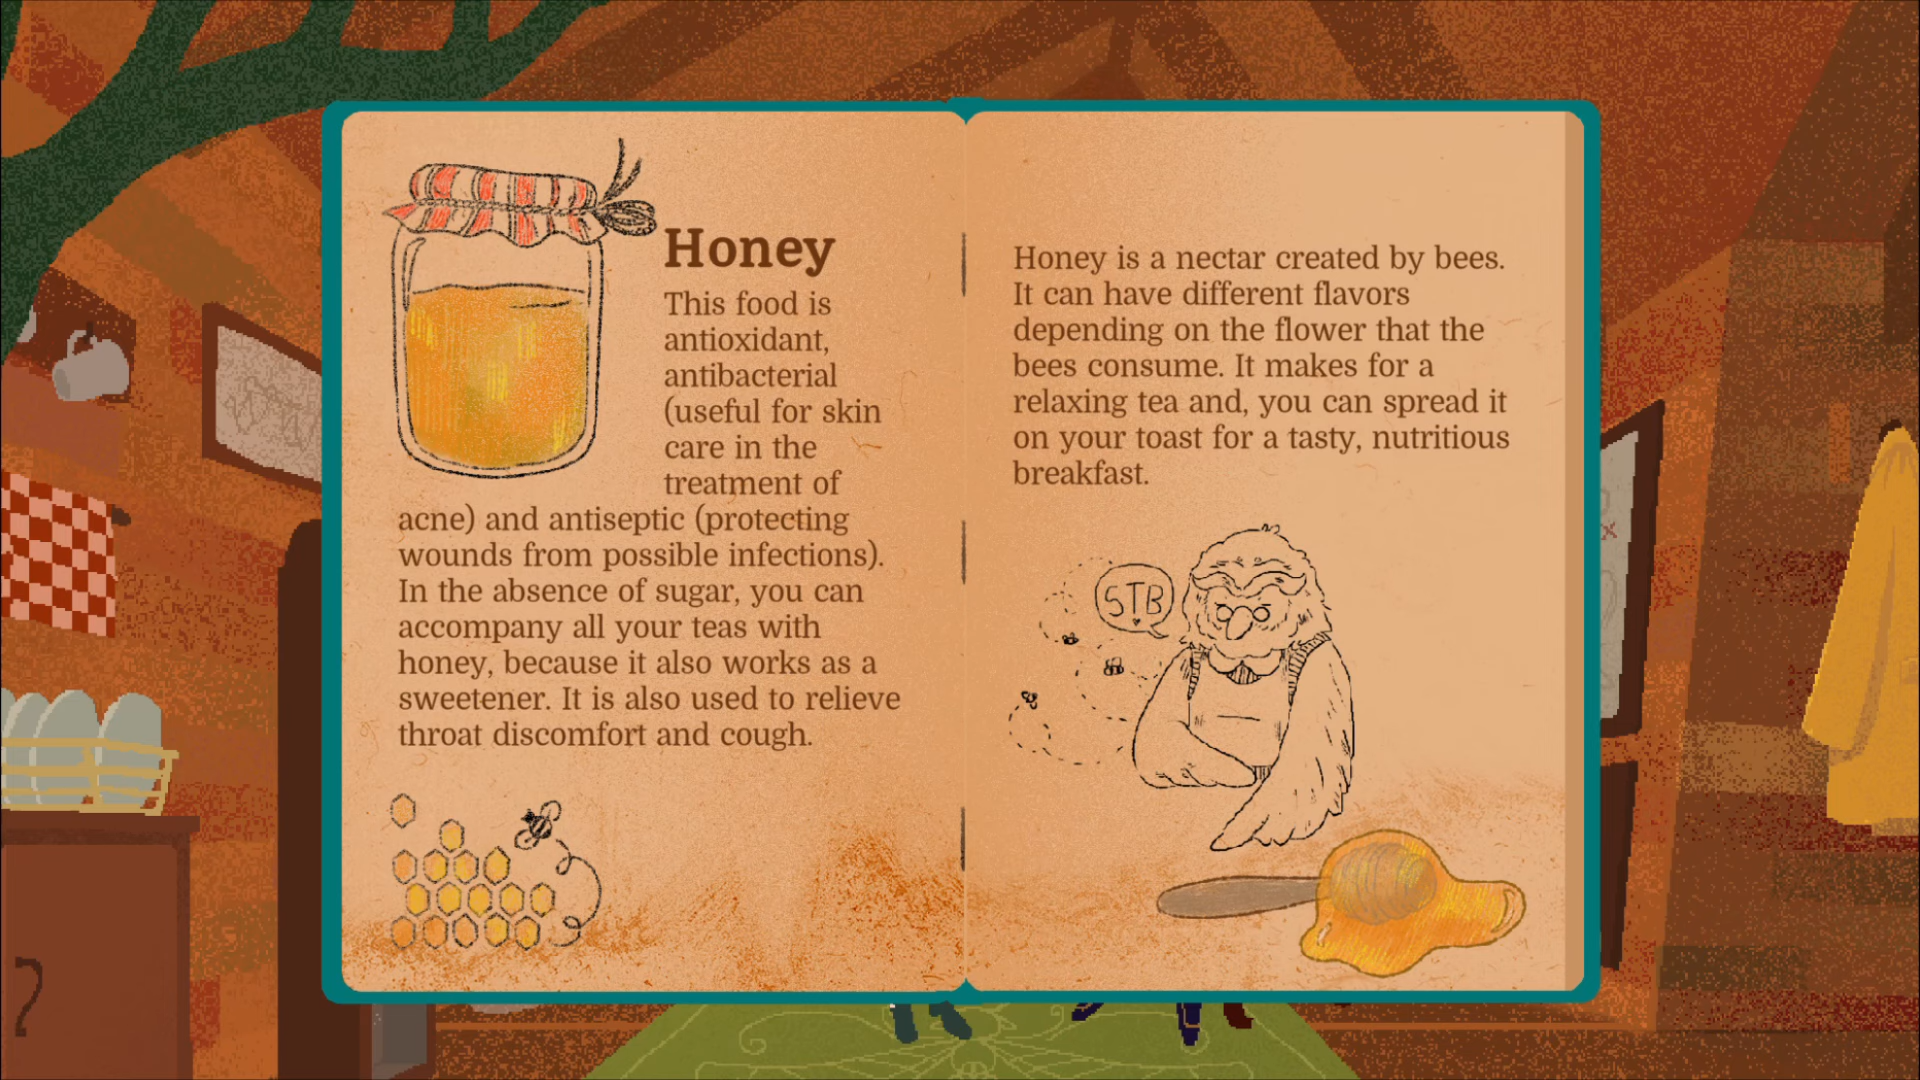 Honey
This food is
antioxidant,
antibacterial
(useful for skin
care in the
treatment of
acne) and antiseptic (protecting
wounds from possible infections).
In the absence of sugar, you can
accompany all your teas with
honey, because it also works as a
sweetener. It is also used to relieve
throat discomfort and cough.
Honey is a nectar created by bees.
It can have different flavors
depending on the flower that the
bees consume. It makes for a
relaxing tea and, you can spread it
on your toast for a tasty, nutritious
breakfast.
STB